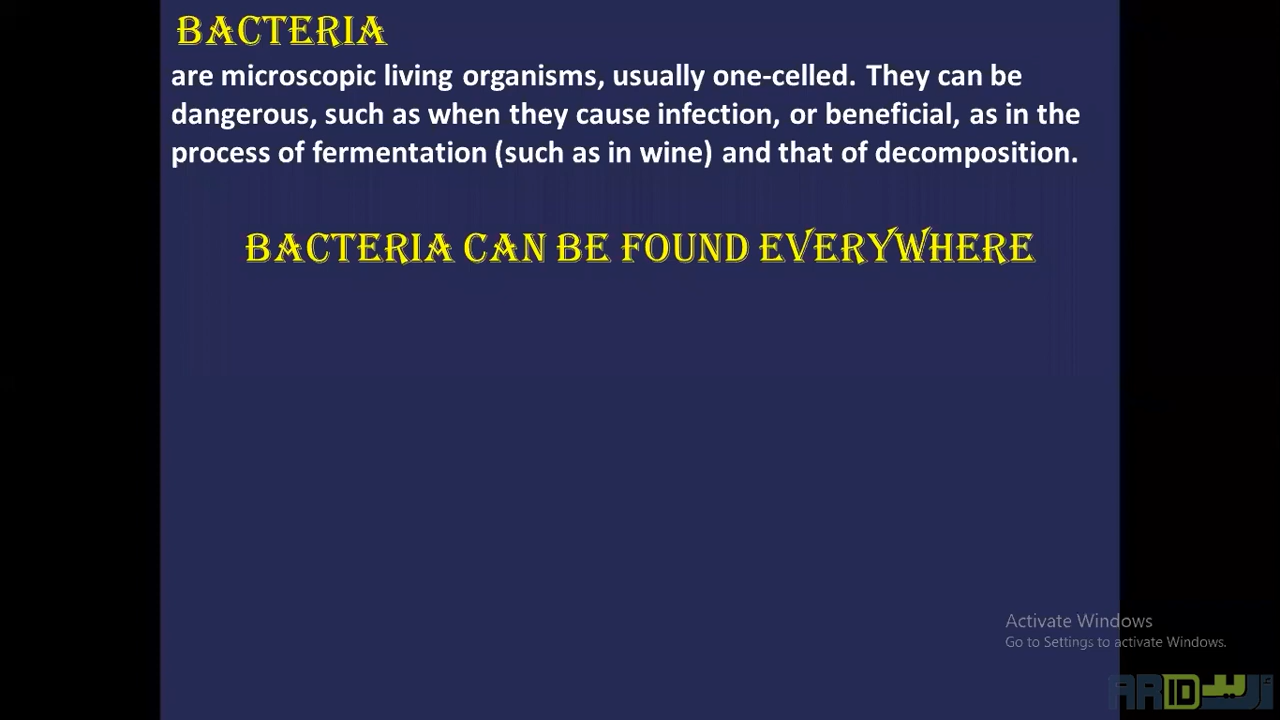 BACTERIA
are microscopic living organisms, usually one-celled. They can be
dangerous, such as when they cause infection, or beneficial, as in the
process of fermentation (such as in wine) and that of decomposition.
BACTERIA CAN BE FOUND EVERYWHERE
Activate Windows
Go to Settings to activate Windows.
ARID أريد